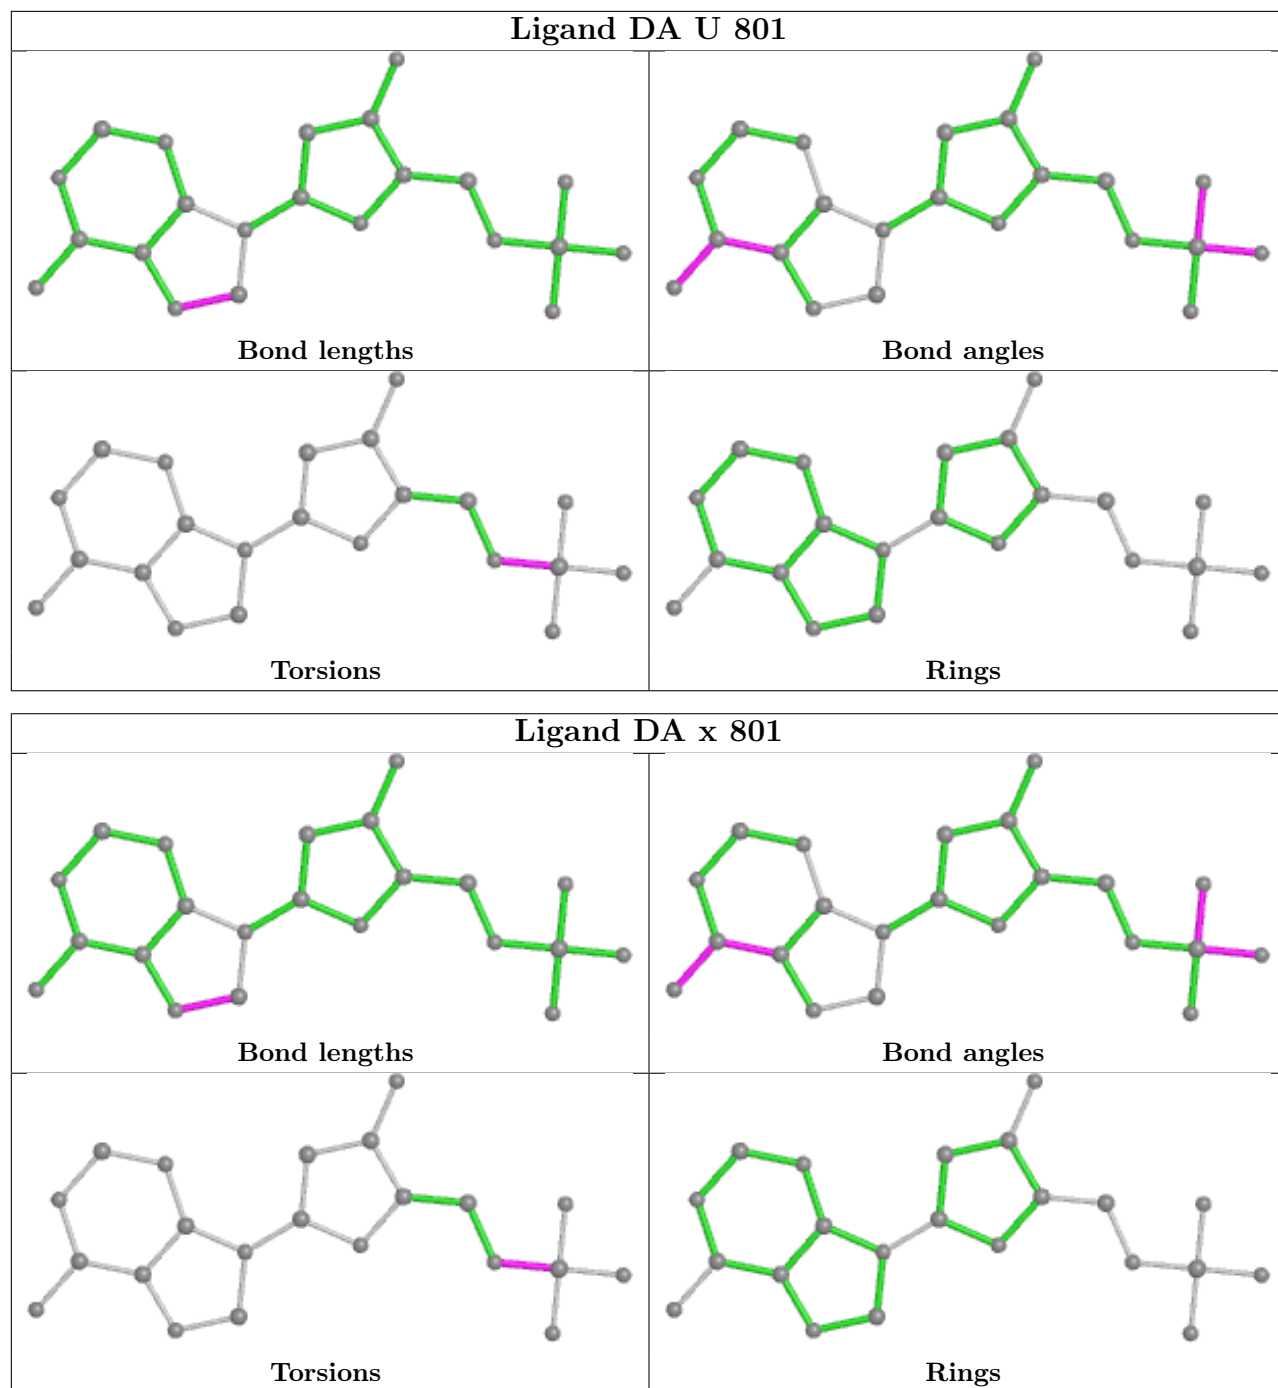 Ligand DA U 801
Bond lengths
Bond angles
Torsions
Rings
Ligand DA x 801
Bond lengths
Bond angles
Torsions
Rings